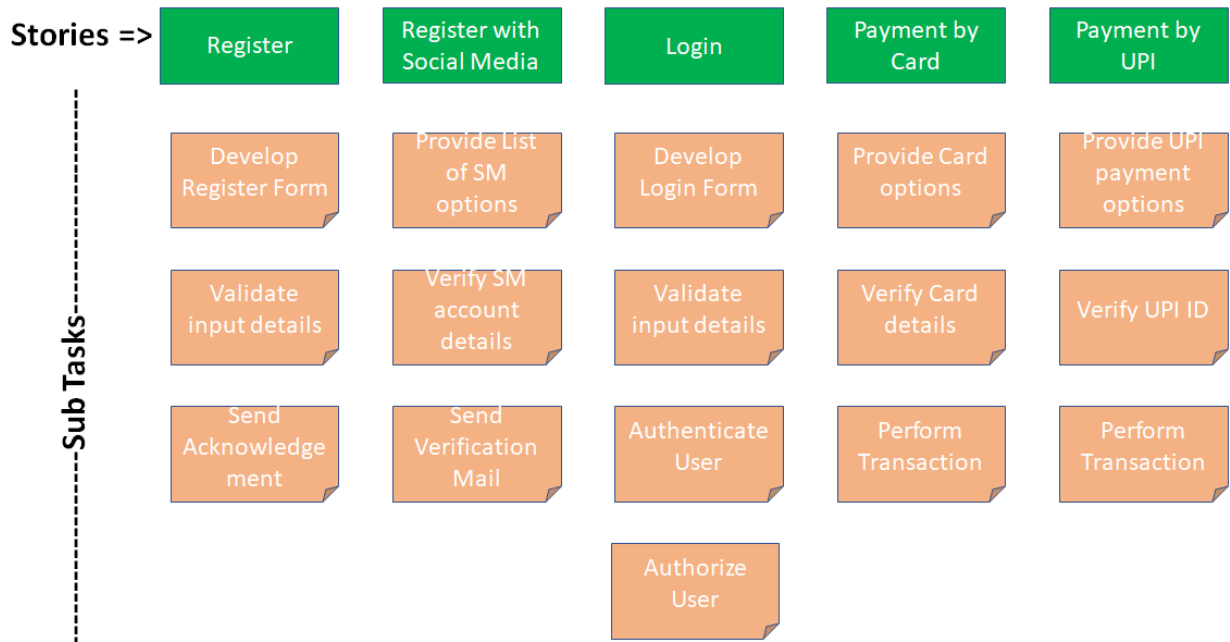 Stories =>
Register
Register with
Social Media
Login
Payment by
Card
Payment by
UPI
Sub Tasks
Develop
Register Form
Provide List
of SM
options
Develop
Login Form
Provide Card
options
Provide UPI
payment
options
Validate
input details
Verify SM
account
details
Validate
input details
Verify Card
details
Verify UPI ID
Send
Acknowledge
ment
Send
Verification
Mail
Authenticate
User
Perform
Transaction
Perform
Transaction
Authorize
User